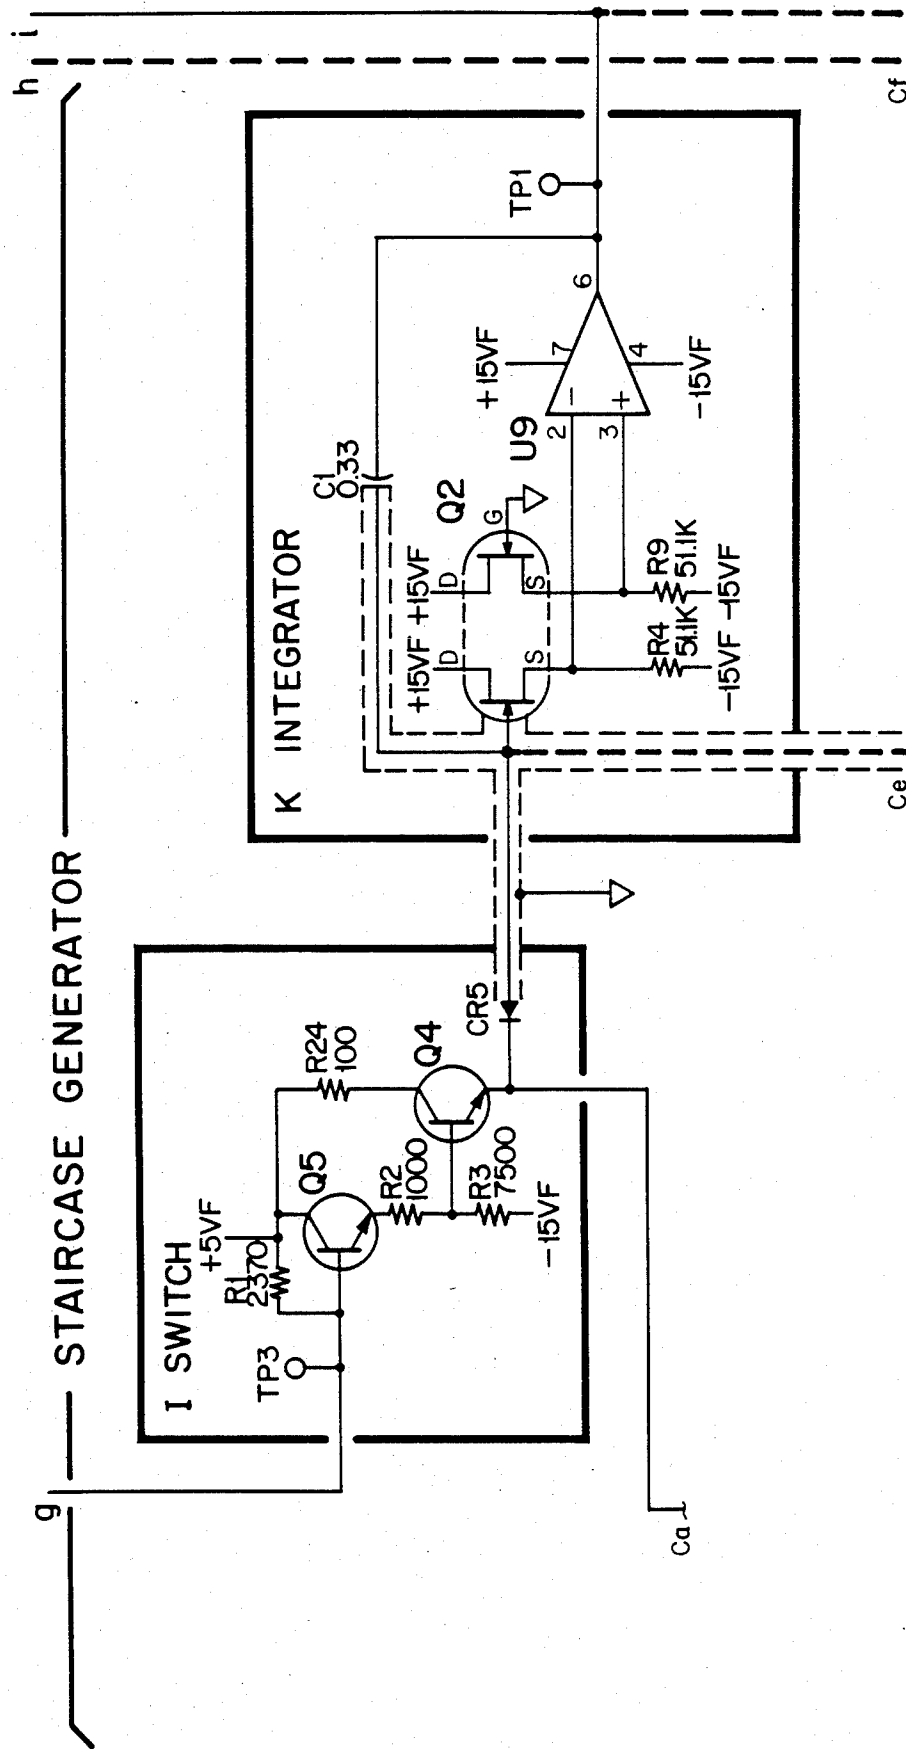 STAIRCASE GENERATOR
g
h
i
I SWITCH
TP3
R1
2370
+5VF
Q5
R24
100
R2
1000
Q4
R3
7500
-15VF
CR5
Ca
K INTEGRATOR
C1
0.33
+15VF
+15VF
D
D
Q2
G
S
S
R4
51.1K
R9
51.1K
-15VF
-15VF
U9
2
3
-
+
+15VF
7
4
-15VF
6
TP1
Ce
Cf